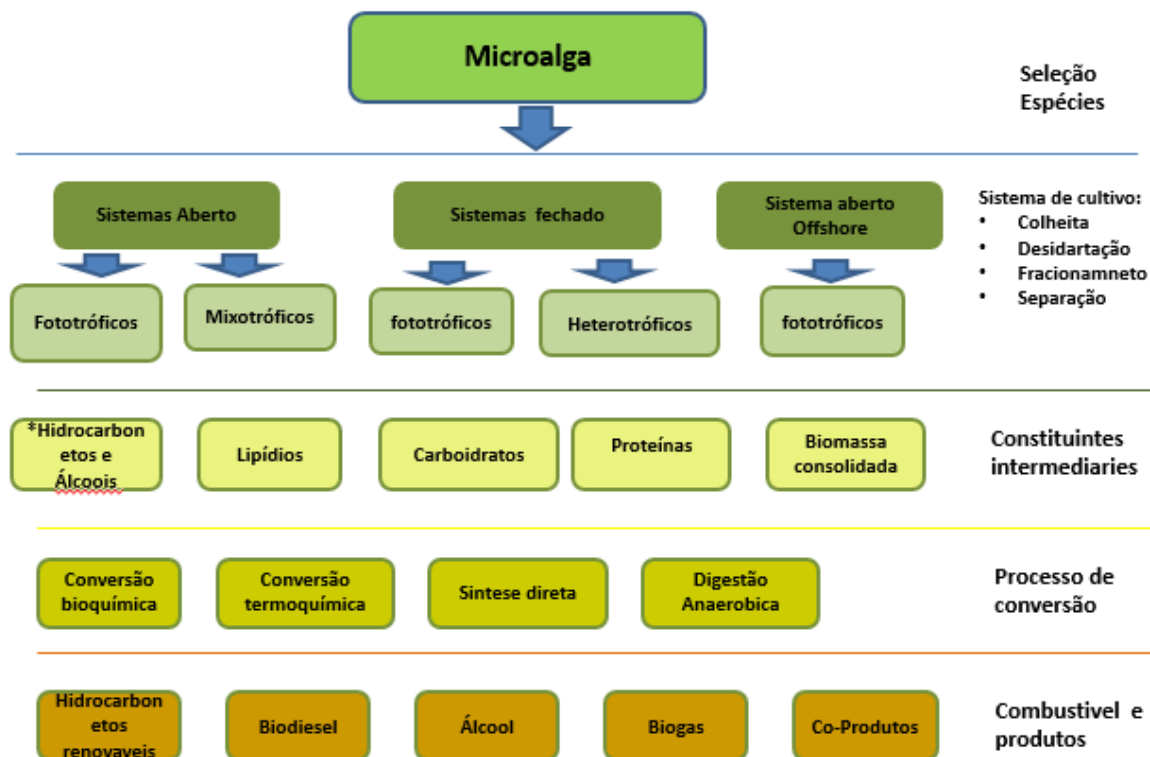 Microalga
Seleção
Espécies
Sistemas Aberto
Sistemas fechado
Sistema aberto
Offshore
Sistema de cultivo:
• Colheita
• Desidartação
• Fracionamneto
• Separação
Fototróficos
Mixotróficos
fototróficos
Heterotróficos
fototróficos
*Hidrocarbon
etos e
Álcoois
Lipídios
Carboidratos
Proteínas
Biomassa
consolidada
Constituintes
intermediaries
Conversão
bioquímica
Conversão
termoquímica
Sintese direta
Digestão
Anaerobica
Processo de
conversão
Hidrocarbon
etos
renovaveis
Biodiesel
Álcool
Biogas
Co-Produtos
Combustivel e
produtos